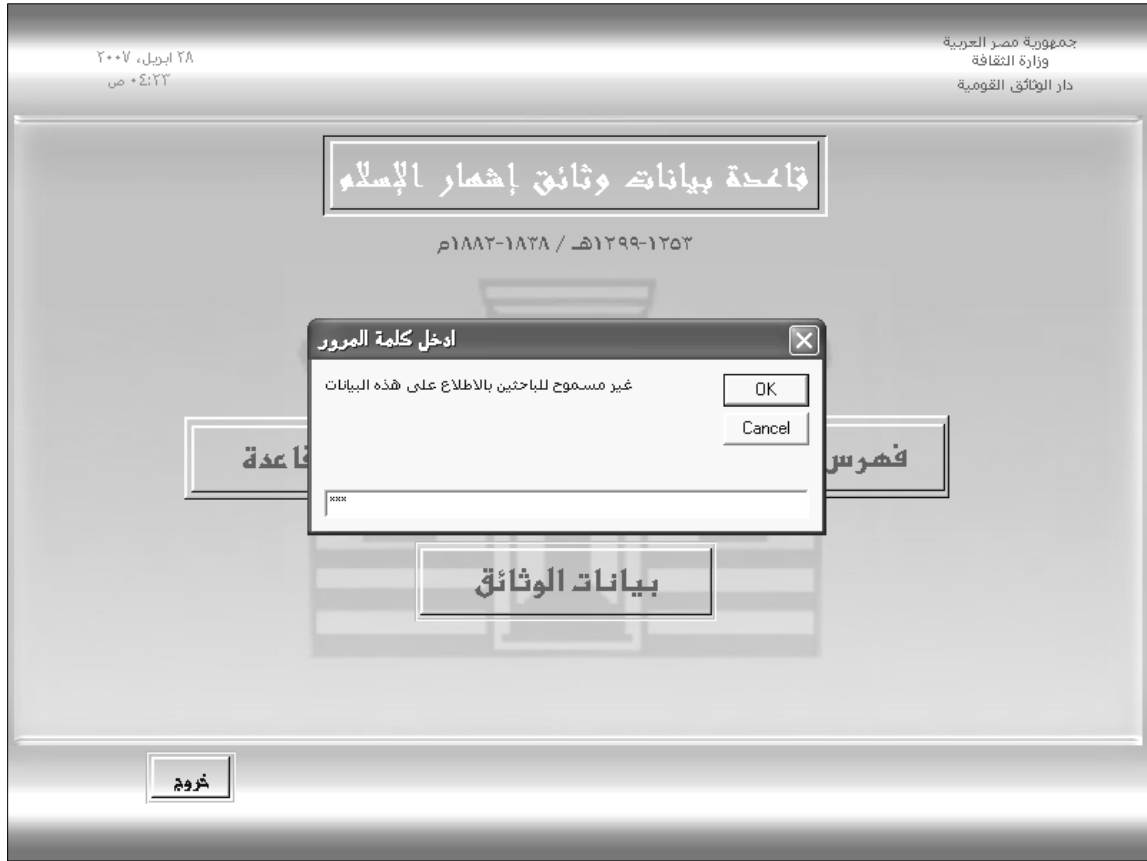 جمهورية مصر العربية
وزارة الثقافة
دار الوثائق القومية
٢٨ ابريل، ٢٠٠٧
٠٤:٢٣ ص
قاعدة بيانات وثائق إشهار الإسلام
١٢٥٣-١٢٩٩هـ / ١٨٣٨-١٨٨٢م
ادخل كلمة المرور
غير مسموح للباحثين بالاطلاع على هذه البيانات
OK
Cancel
***
فهرس
قاعدة
بيانات الوثائق
خروج